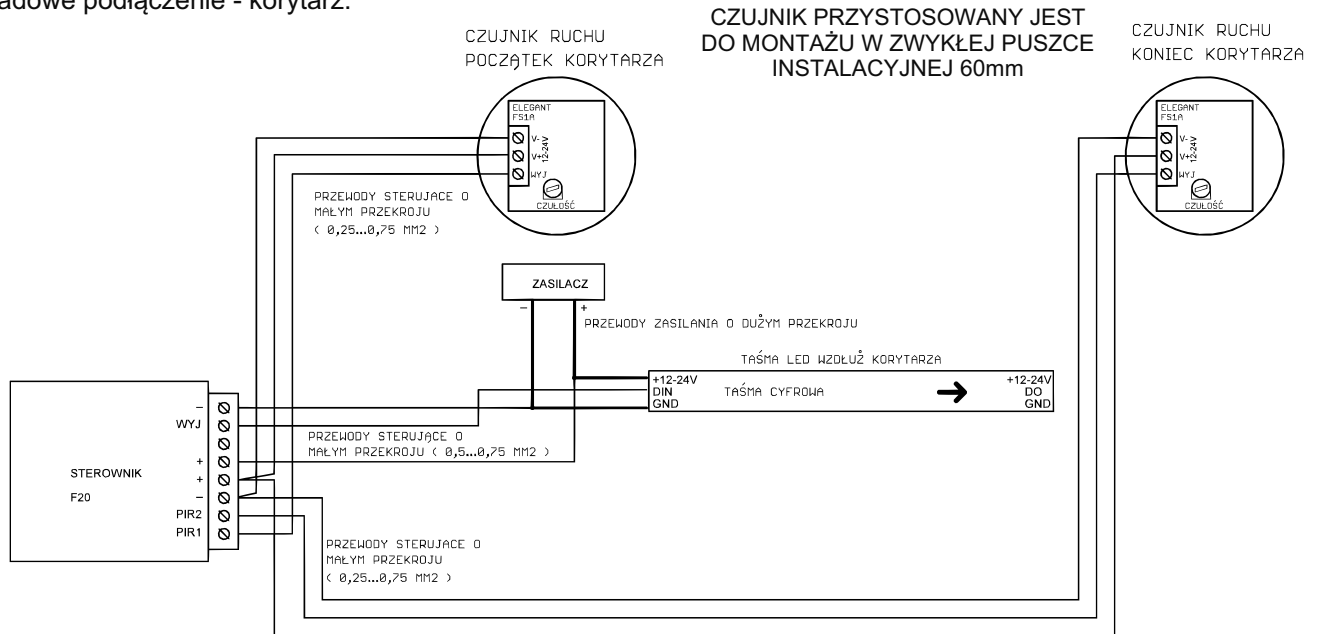 adowe podłączenie - korytarz.
CZUJNIK RUCHU
POCZĄTEK KORYTARZA
CZUJNIK PRZYSTOSOWANY JEST
DO MONTAŻU W ZWYKŁEJ PUSZCE
INSTALACYJNEJ 60mm
CZUJNIK RUCHU
KONIEC KORYTARZA
ELEGANT
FS1A
V-
V+
12-24V
WYJ
CZUŁOŚĆ
ELEGANT
FS1A
V-
V+
12-24V
WYJ
CZUŁOŚĆ
PRZEWODY STERUJACE O
MAŁYM PRZEKROJU
( 0,25...0,75 MM2 )
ZASILACZ
– +
PRZEWODY ZASILANIA O DUŻYM PRZEKROJU
TAŚMA LED WZDŁUŻ KORYTARZA
+12-24V
DIN
GND
TAŚMA CYFROWA
+12-24V
DO
GND
STEROWNIK
F20
–
WYJ
+
+
–
PIR2
PIR1
PRZEWODY STERUJĄCE O
MAŁYM PRZEKROJU ( 0,5...0,75 MM2 )
PRZEWODY STERUJACE O
MAŁYM PRZEKROJU
( 0,25...0,75 MM2 )